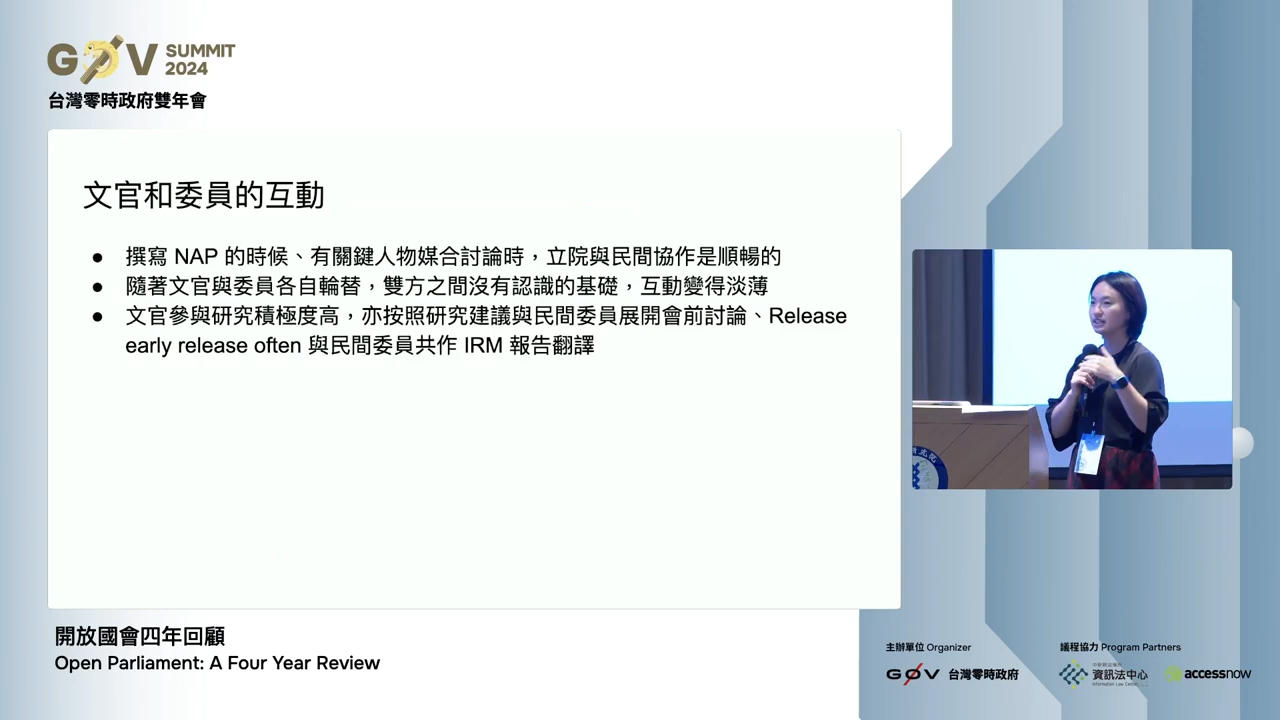 GØV SUMMIT 2024
台灣零時政府雙年會
文官和委員的互動
● 撰寫 NAP 的時候、有關鍵人物媒合討論時，立院與民間協作是順暢的
● 隨著文官與委員各自輪替，雙方之間沒有認識的基礎，互動變得淡薄
● 文官參與研究積極度高，亦按照研究建議與民間委員展開會前討論、Release
early release often 與民間委員共作 IRM 報告翻譯
開放國會四年回顧
Open Parliament: A Four Year Review
主辦單位 Organizer
GØV 台灣零時政府
議程協力 Program Partners
資訊法中心
Information Law Center
accessnow